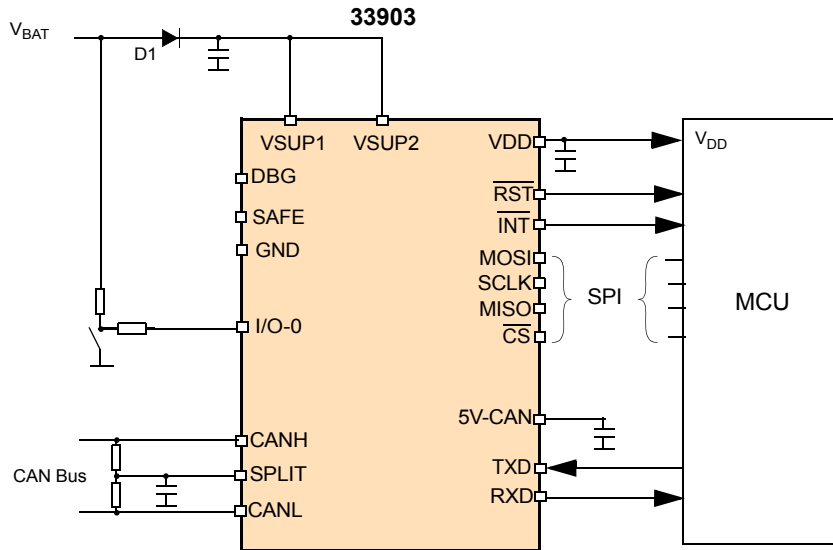 33903
VBAT
D1
VSUP1 VSUP2
VDD
VDD
DBG
RST
SAFE
INT
GND
MOSI
SCLK
SPI
MCU
MISO
I/O-0
CS
5V-CAN
CANH
CAN Bus
SPLIT
TXD
CANL
RXD